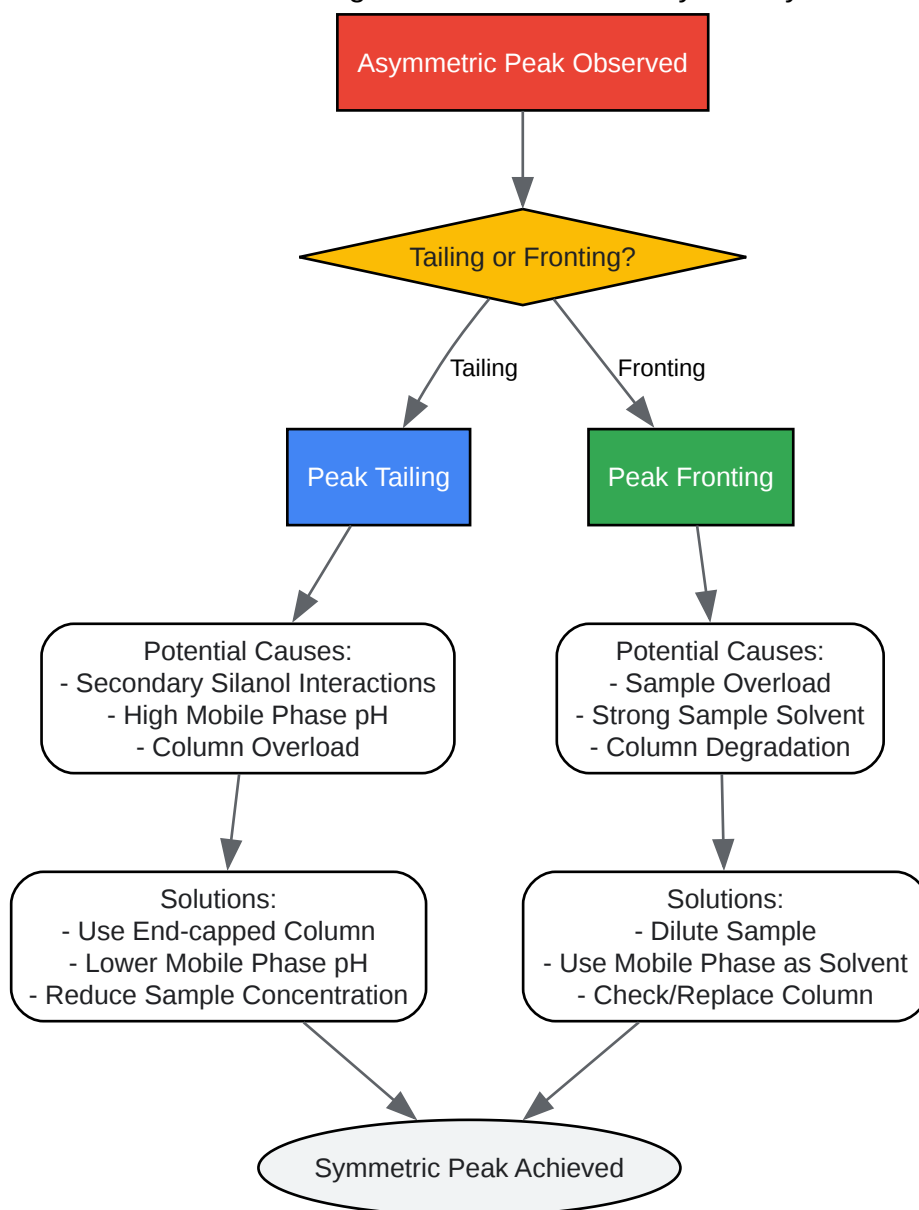 Asymmetric Peak Observed
Tailing or Fronting?
Tailing
Fronting
Peak Tailing
Peak Fronting
Potential Causes:
- Secondary Silanol Interactions
- High Mobile Phase pH
- Column Overload
Potential Causes:
- Sample Overload
- Strong Sample Solvent
- Column Degradation
Solutions:
- Use End-capped Column
- Lower Mobile Phase pH
- Reduce Sample Concentration
Solutions:
- Dilute Sample
- Use Mobile Phase as Solvent
- Check/Replace Column
Symmetric Peak Achieved